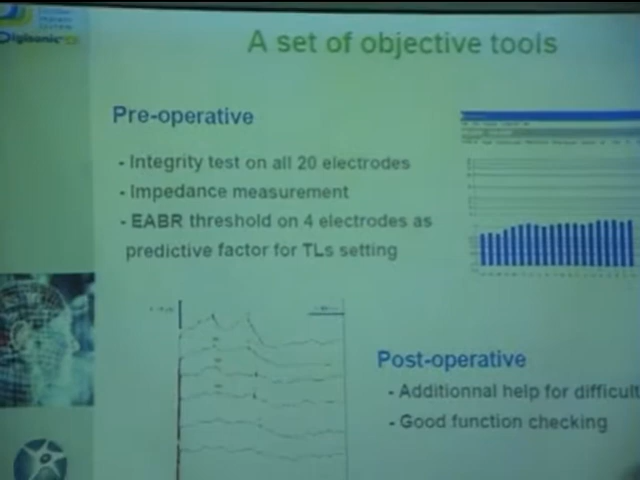 Digisonic
A set of objective tools
Pre-operative
- Integrity test on all 20 electrodes
- Impedance measurement
- EABR threshold on 4 electrodes as
predictive factor for TLs setting
Post-operative
- Additionnal help for difficult
- Good function checking